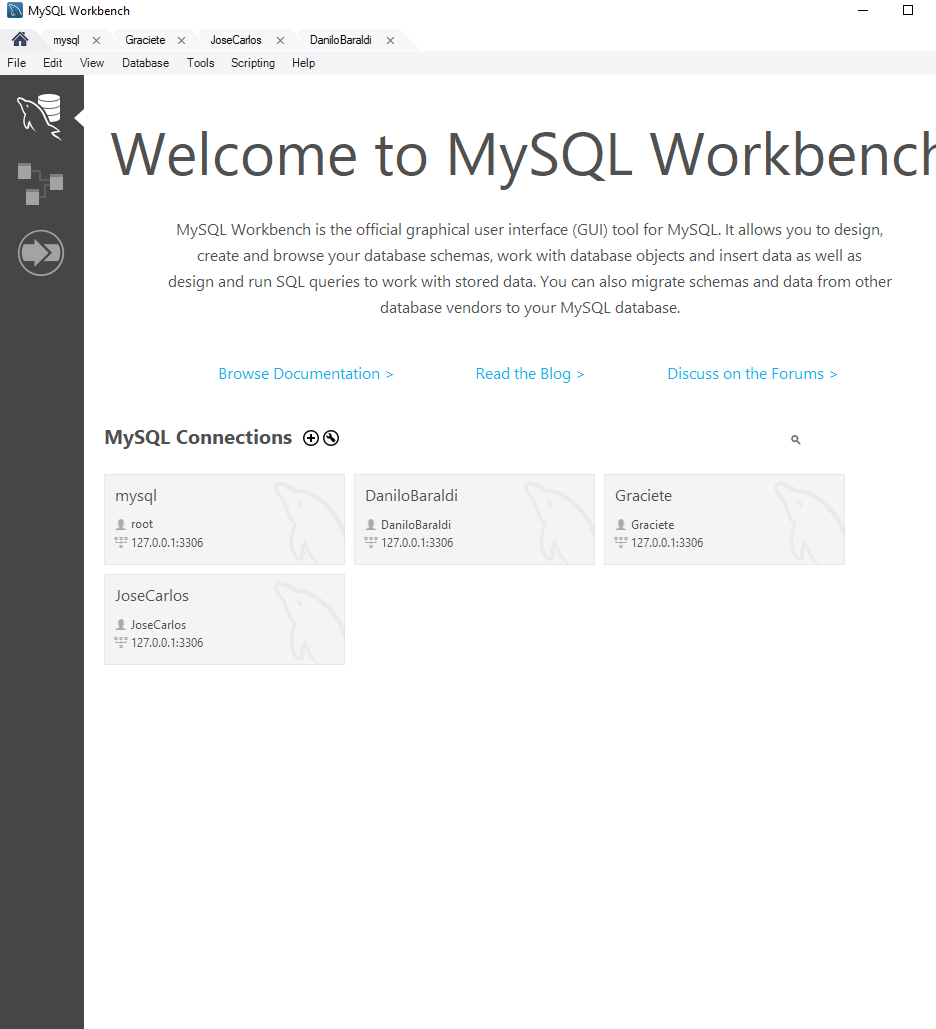 MySQL Workbench
mysql Graciete JoseCarlos DaniloBaraldi
File Edit View Database Tools Scripting Help
Welcome to MySQL Workbench
MySQL Workbench is the official graphical user interface (GUI) tool for MySQL. It allows you to design,
create and browse your database schemas, work with database objects and insert data as well as
design and run SQL queries to work with stored data. You can also migrate schemas and data from other
database vendors to your MySQL database.
Browse Documentation > Read the Blog > Discuss on the Forums >
MySQL Connections
mysql
root
127.0.0.1:3306
DaniloBaraldi
DaniloBaraldi
127.0.0.1:3306
Graciete
Graciete
127.0.0.1:3306
JoseCarlos
JoseCarlos
127.0.0.1:3306